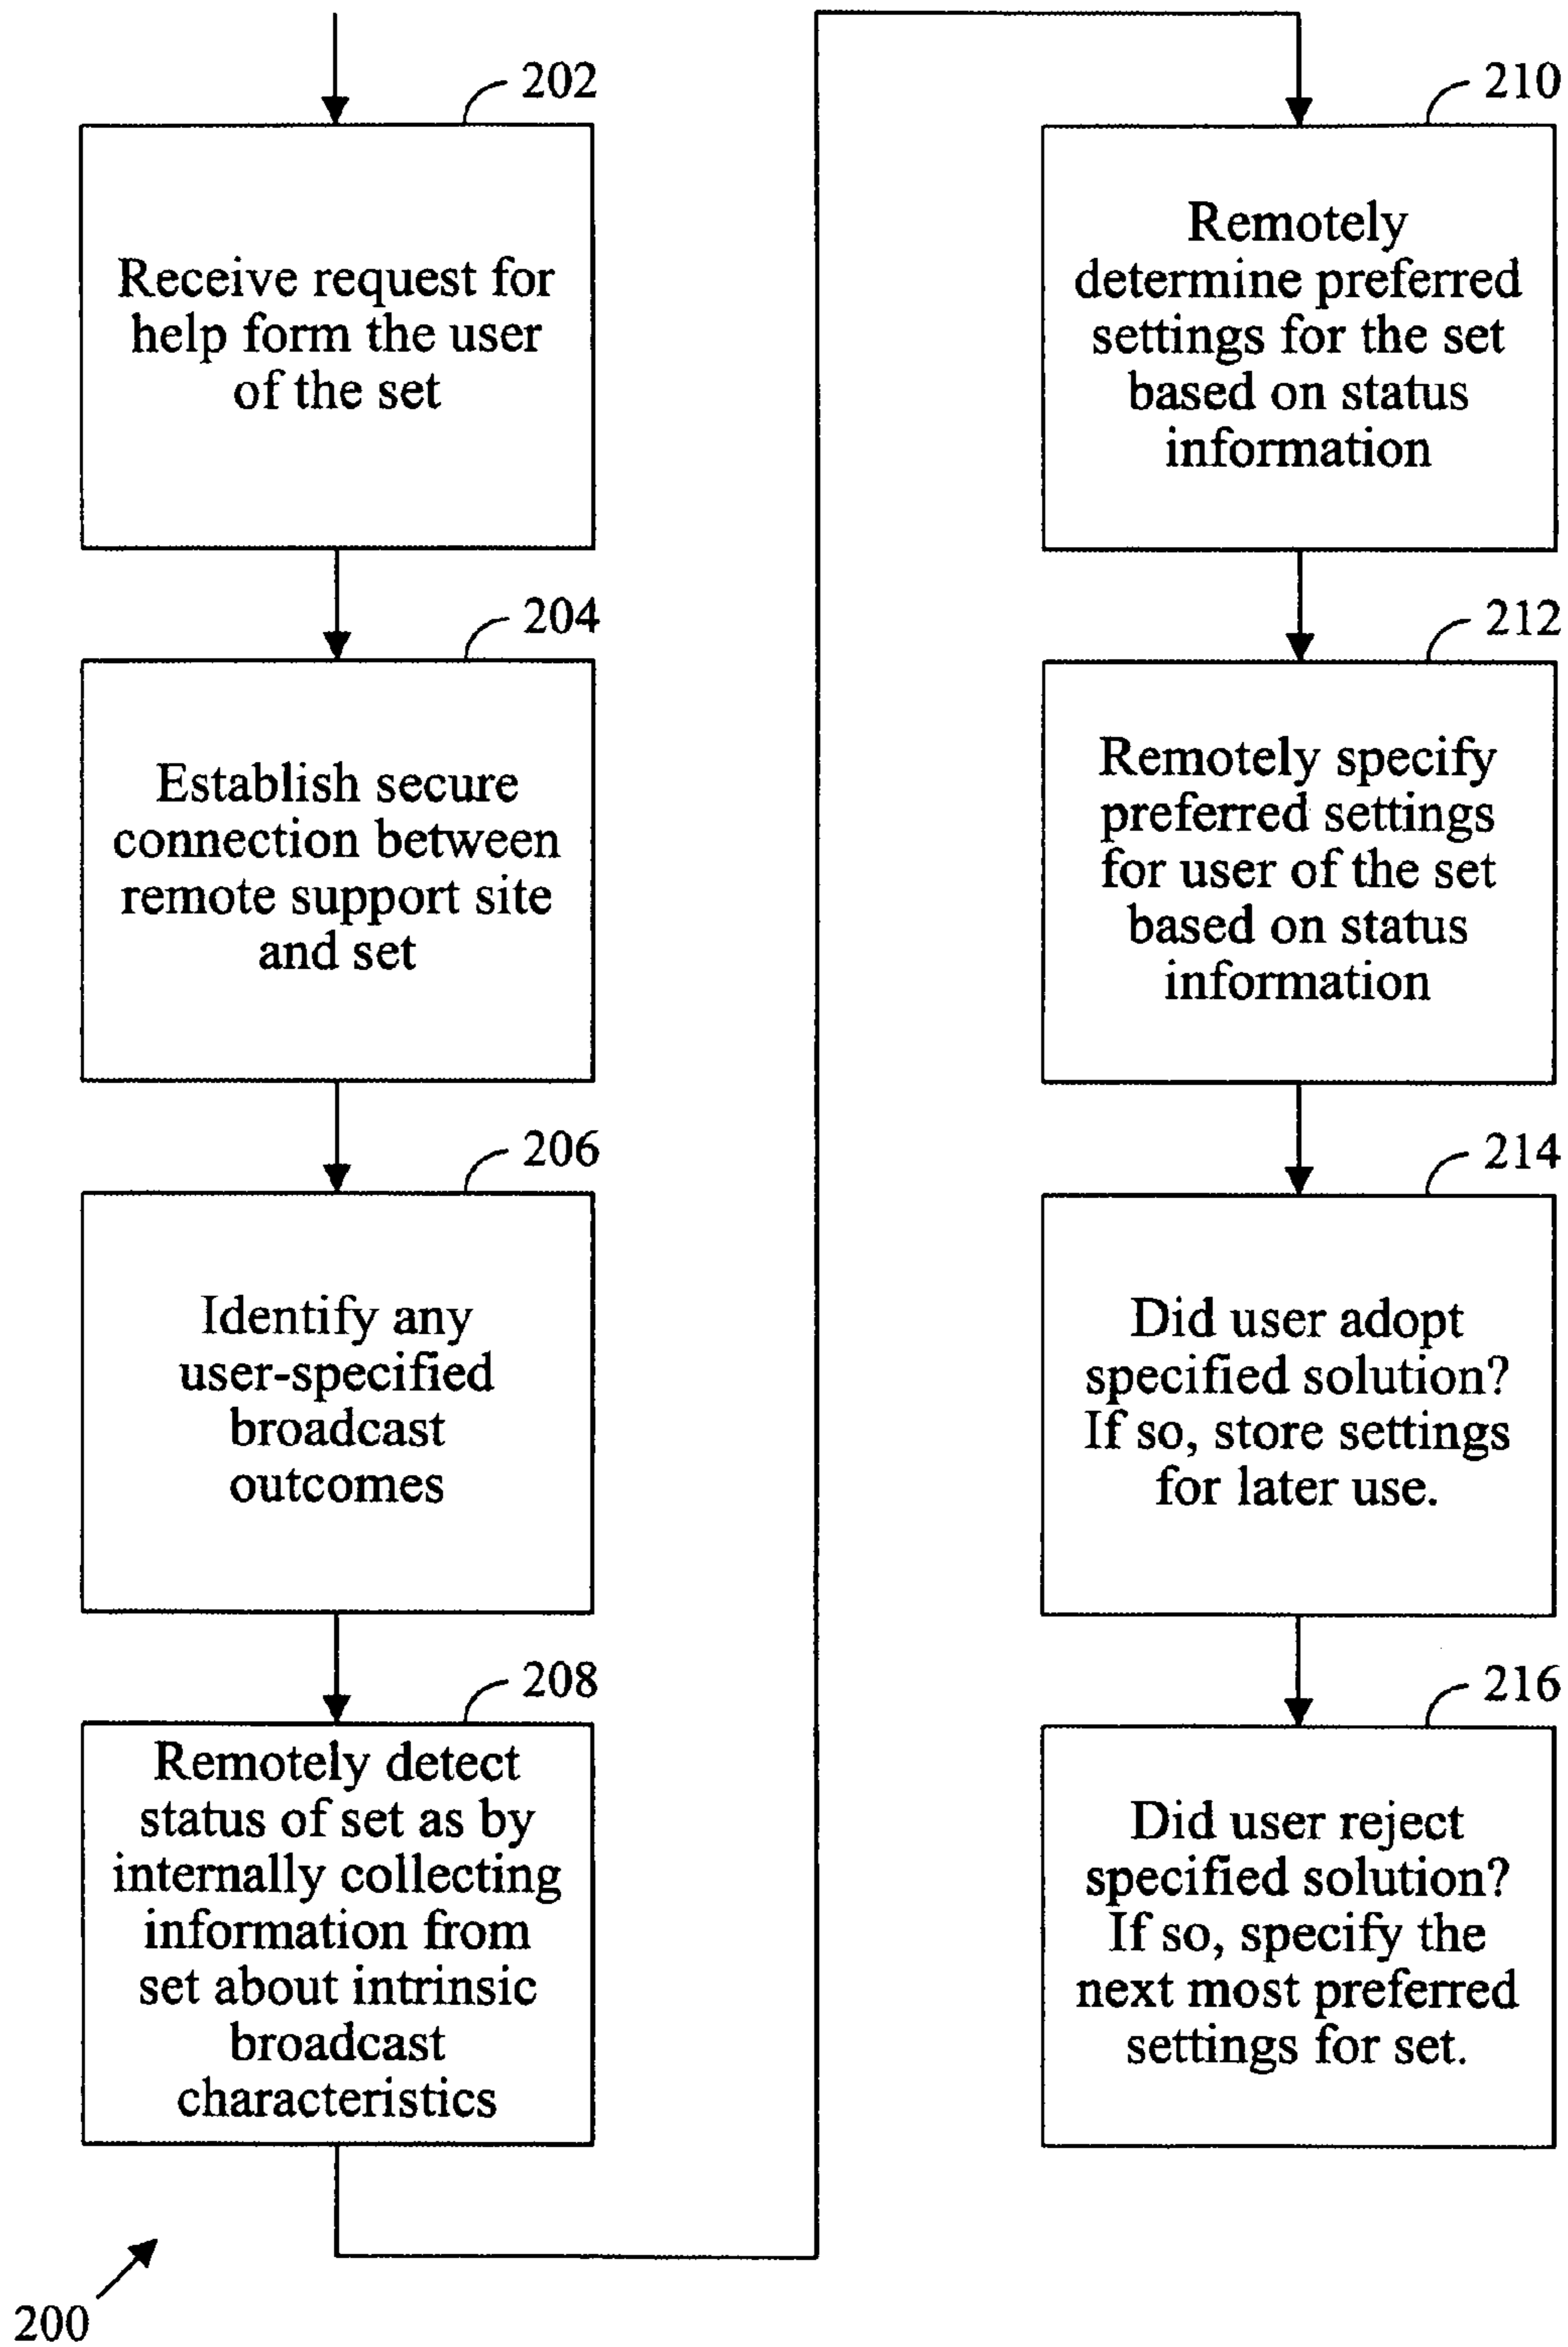 202
Receive request for
help form the user
of the set
204
Establish secure
connection between
remote support site
and set
206
Identify any
user-specified
broadcast
outcomes
208
Remotely detect
status of set as by
internally collecting
information from
set about intrinsic
broadcast
characteristics
210
Remotely
determine preferred
settings for the set
based on status
information
212
Remotely specify
preferred settings
for user of the set
based on status
information
214
Did user adopt
specified solution?
If so, store settings
for later use.
216
Did user reject
specified solution?
If so, specify the
next most preferred
settings for set.
200